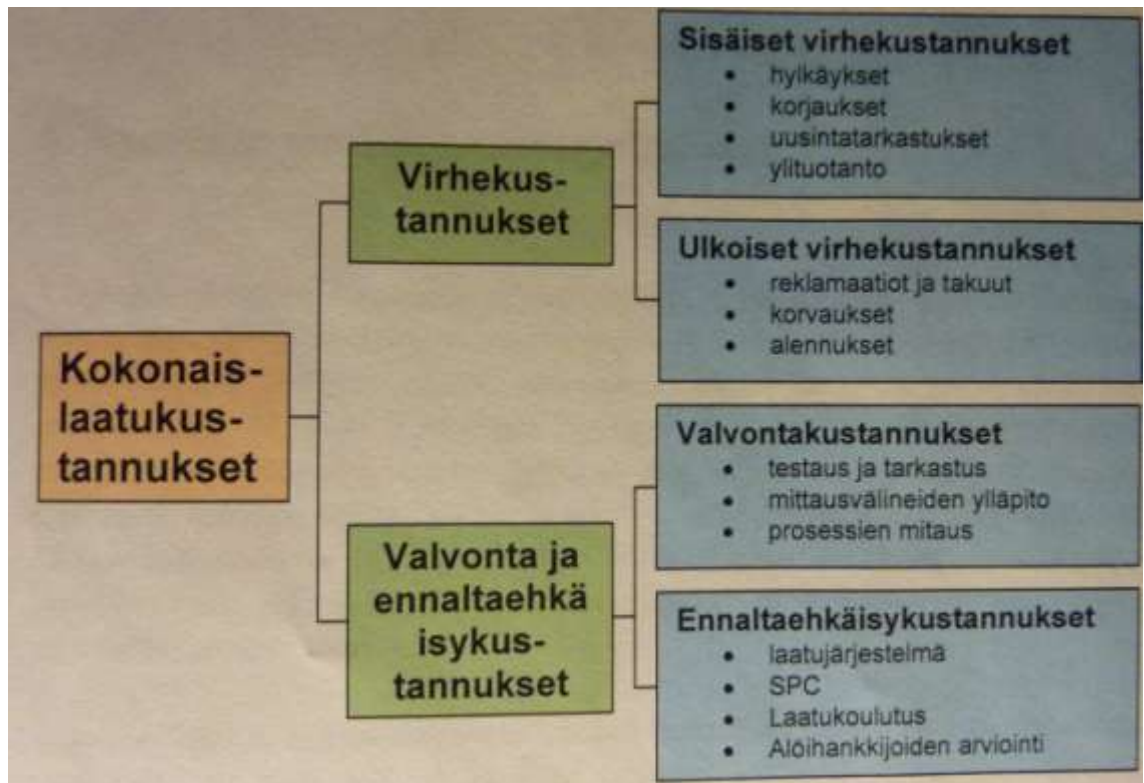 Kokonais-
laatukus-
tannukset
Virhekus-
tannukset
Valvonta ja
ennaltaehkä
isykus-
tannukset
Sisäiset virhekustannukset
• hylkäykset
• korjaukset
• uusintatarkastukset
• ylituotanto
Ulkoiset virhekustannukset
• reklamaatiot ja takuut
• korvaukset
• alennukset
Valvontakustannukset
• testaus ja tarkastus
• mittausvälineiden ylläpito
• prosessien mitaus
Ennaltaehkäisykustannukset
• laatujärjestelmä
• SPC
• Laatukoulutus
• Alöihankkijoiden arviointi